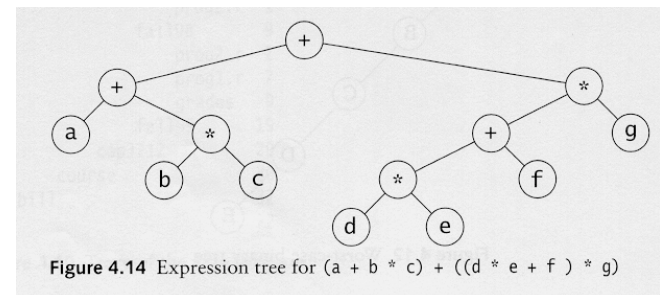 +
+ *
a * + g
b c * f
d e
Figure 4.14 Expression tree for (a + b * c) + ((d * e + f ) * g)